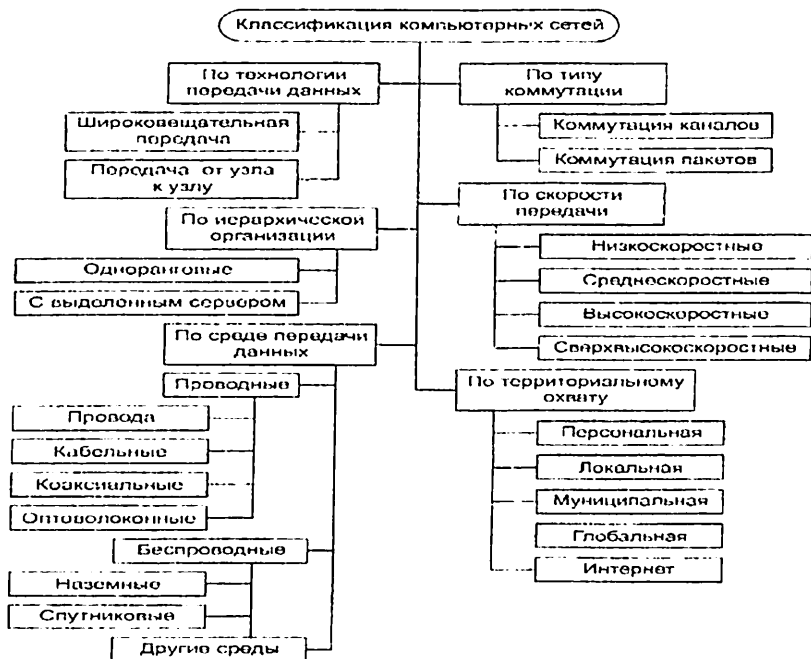 Классификация компьютерных сетей
По технологии
передачи данных
Широковещательная
передача
Передача от узла
к узлу
По иерархической
организации
Одноранговые
С выделенным сервером
По среде передачи
данных
Проводные
Провода
Кабельные
Коаксиальные
Оптоволоконные
Беспроводные
Наземные
Спутниковые
Другие среды
По типу
коммутации
Коммутация каналов
Коммутация пакетов
По скорости
передачи
Низкоскоростные
Среднескоростные
Высокоскоростные
Сверхвысокоскоростные
По территориальному
охвату
Персональная
Локальная
Муниципальная
Глобальная
Интернет